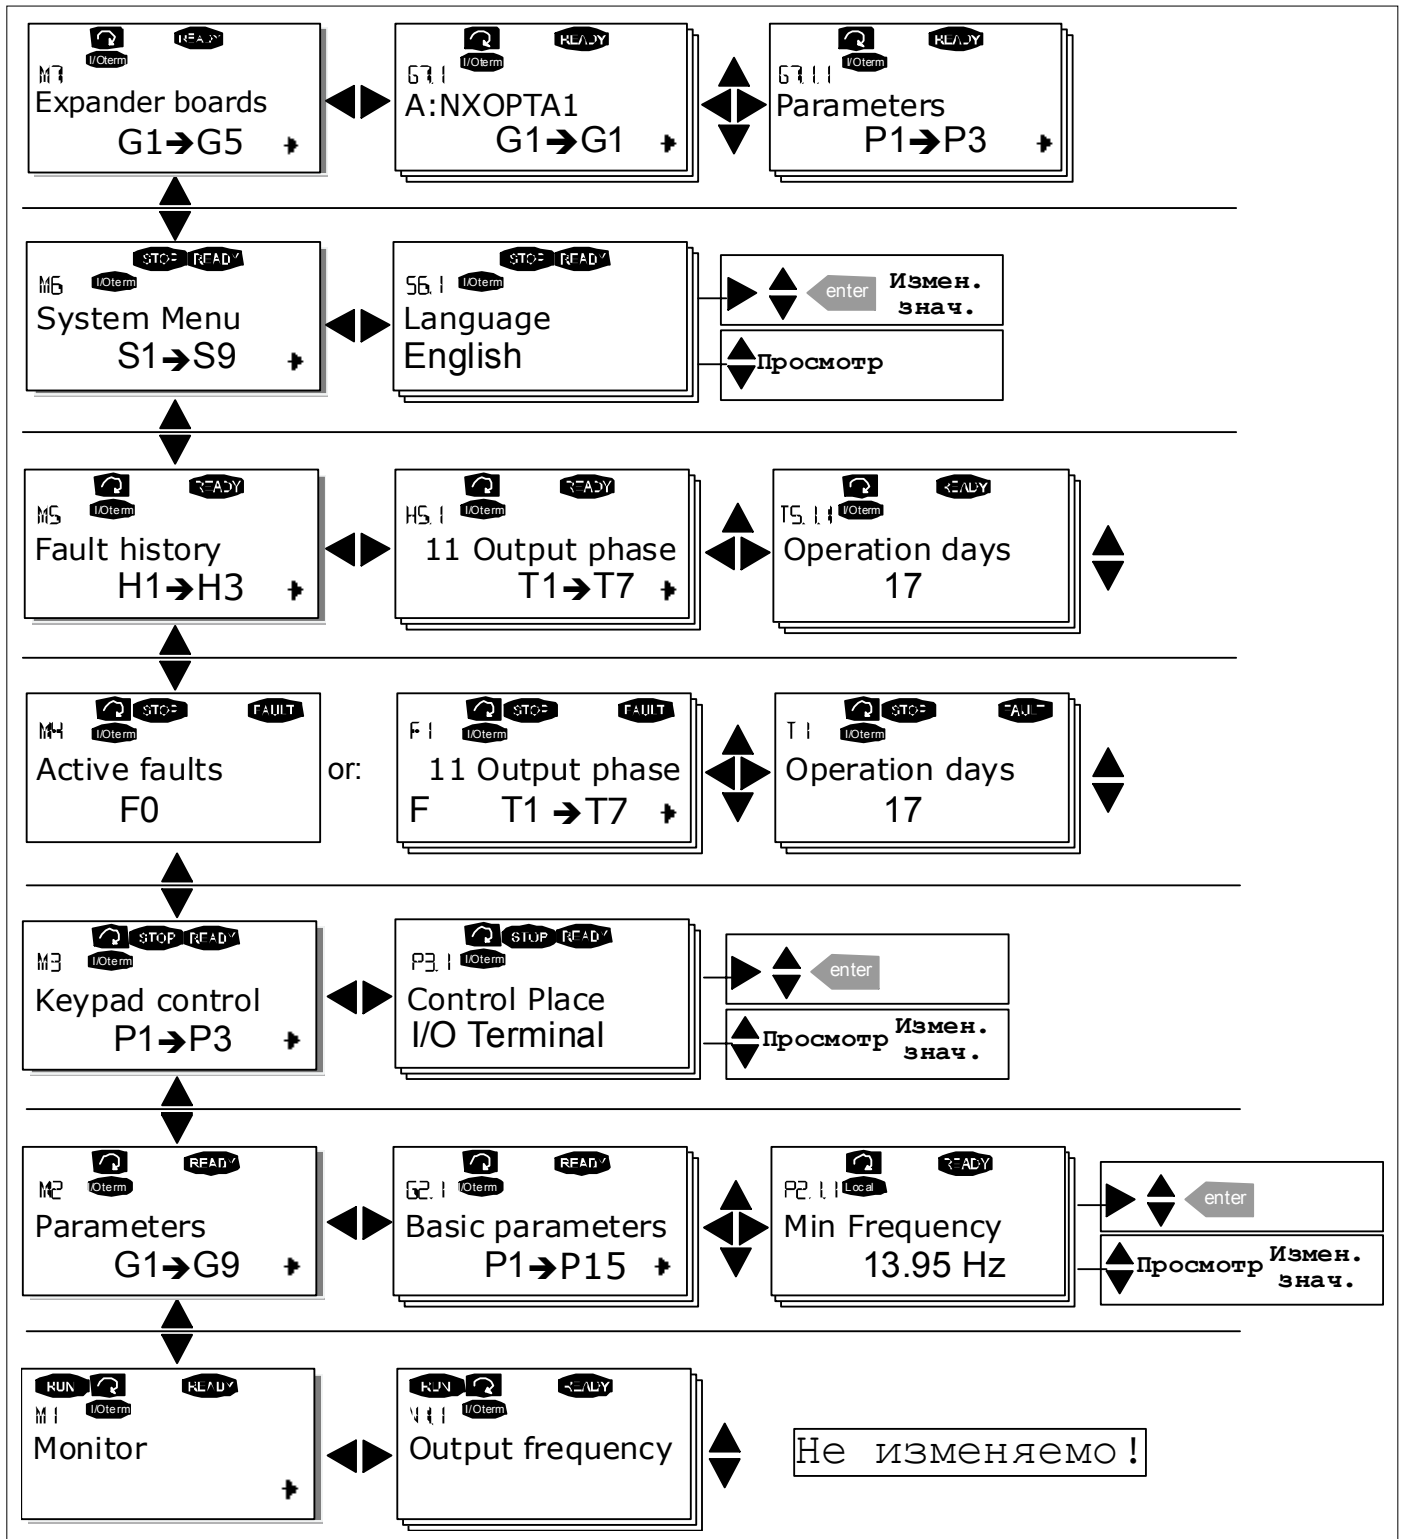 READY
I/Oterm
M7
Expander boards
G1➔G5
READY
I/Oterm
G7.1
A:NXOPTA1
G1➔G1
READY
I/Oterm
G7.1.1
Parameters
P1➔P3
STOP READY
M6 I/Oterm
System Menu
S1➔S9
STOP READY
S6.1 I/Oterm
Language
English
enter Измен.
знач.
Просмотр
READY
M5 I/Oterm
Fault history
H1➔H3
READY
H5.1 I/Oterm
11 Output phase
T1➔T7
READY
T5.1.1 I/Oterm
Operation days
17
STOP FAULT
M4 I/Oterm
Active faults
F0
or:
STOP FAULT
F1 I/Oterm
11 Output phase
F T1 ➔T7
STOP FAULT
T1 I/Oterm
Operation days
17
STOP READY
M3 I/Oterm
Keypad control
P1➔P3
STOP READY
P3.1 I/Oterm
Control Place
I/O Terminal
enter
Просмотр Измен.
знач.
READY
M2 I/Oterm
Parameters
G1➔G9
READY
G2.1 I/Oterm
Basic parameters
P1➔P15
READY
P2.1.1 Local
Min Frequency
13.95 Hz
enter
Просмотр Измен.
знач.
RUN READY
M1 I/Oterm
Monitor
RUN READY
V1.1 I/Oterm
Output frequency
Не изменяемо!